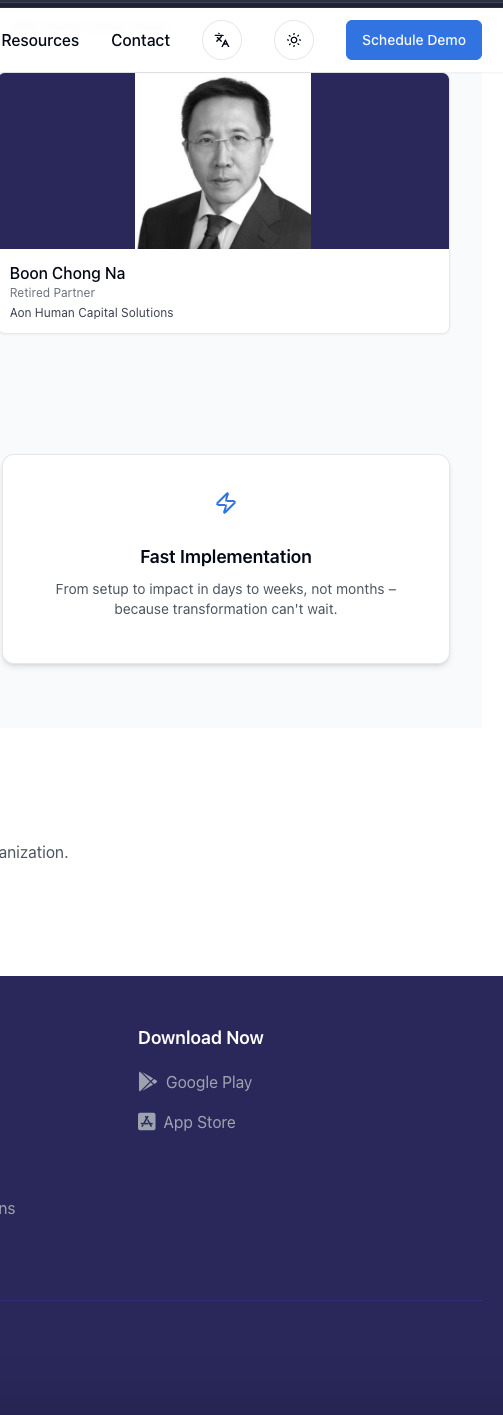 Resources Contact Schedule Demo
Boon Chong Na
Retired Partner
Aon Human Capital Solutions
Fast Implementation
From setup to impact in days to weeks, not months –
because transformation can't wait.
anization.
Download Now
Google Play
App Store
ns